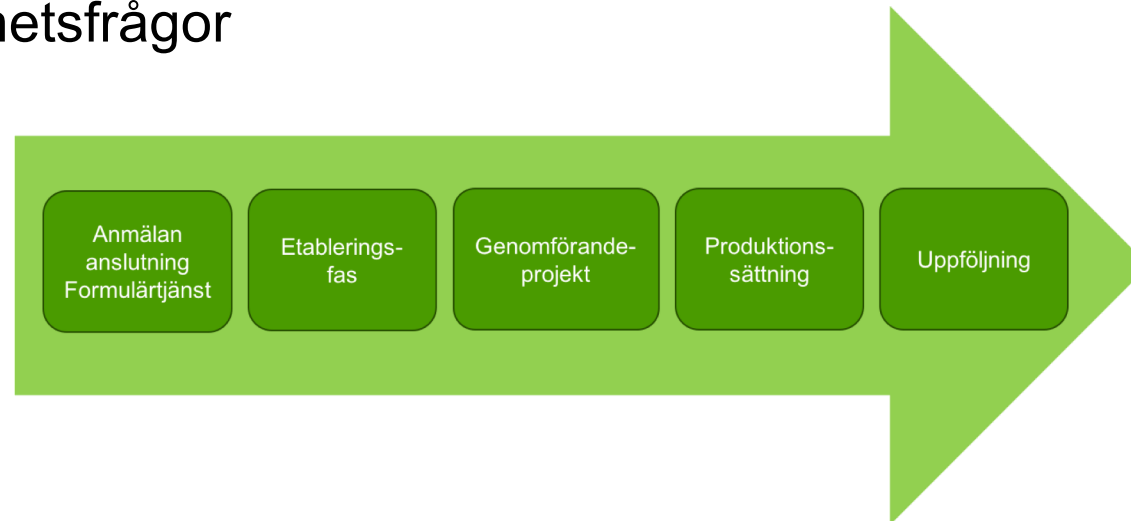 etsfrågor
Anmälan
anslutning
Formulärtjänst
Etablerings-
fas
Genomförande-
projekt
Produktions-
sättning
Uppföljning